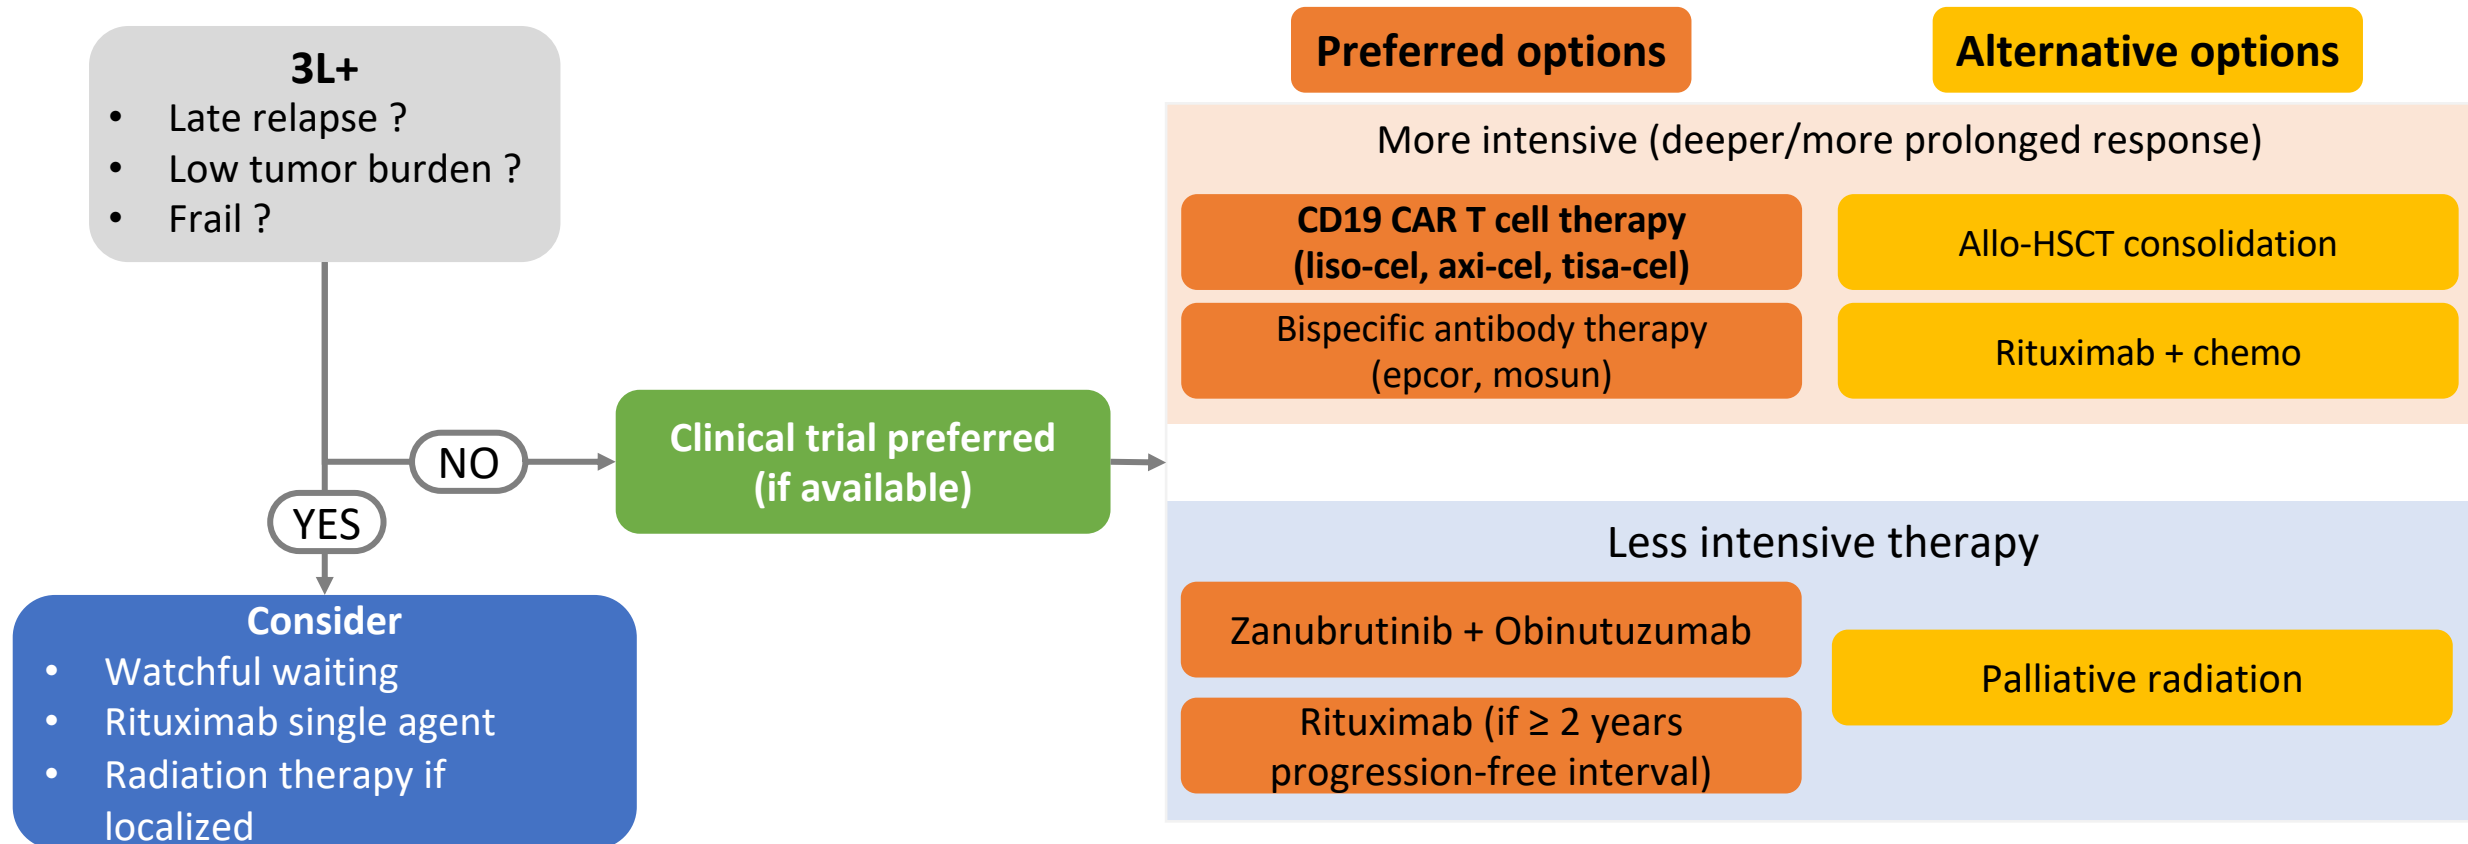 3L+
• Late relapse ?
• Low tumor burden ?
• Frail ?
NO
YES
Clinical trial preferred
(if available)
Consider
• Watchful waiting
• Rituximab single agent
• Radiation therapy if
localized
Preferred options
Alternative options
More intensive (deeper/more prolonged response)
CD19 CAR T cell therapy
(liso-cel, axi-cel, tisa-cel)
Allo-HSCT consolidation
Bispecific antibody therapy
(epcor, mosun)
Rituximab + chemo
Less intensive therapy
Zanubrutinib + Obinutuzumab
Rituximab (if ≥ 2 years
progression-free interval)
Palliative radiation